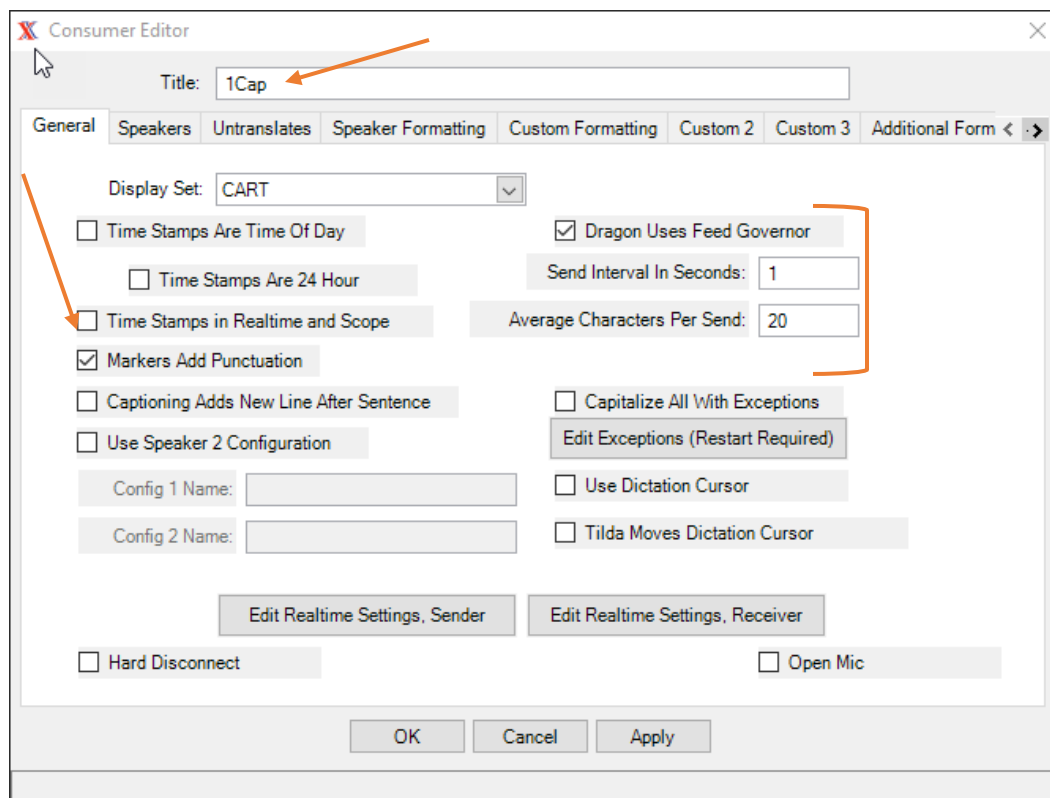 Consumer Editor
Title: 1Cap
General Speakers Untranslates Speaker Formatting Custom Formatting Custom 2 Custom 3 Additional Form
Display Set: CART
Time Stamps Are Time Of Day Dragon Uses Feed Governor
Time Stamps Are 24 Hour Send Interval In Seconds: 1
Time Stamps in Realtime and Scope Average Characters Per Send: 20
Markers Add Punctuation
Captioning Adds New Line After Sentence Capitalize All With Exceptions
Use Speaker 2 Configuration Edit Exceptions (Restart Required)
Config 1 Name: Use Dictation Cursor
Config 2 Name: Tilda Moves Dictation Cursor
Edit Realtime Settings, Sender Edit Realtime Settings, Receiver
Hard Disconnect Open Mic
OK Cancel Apply